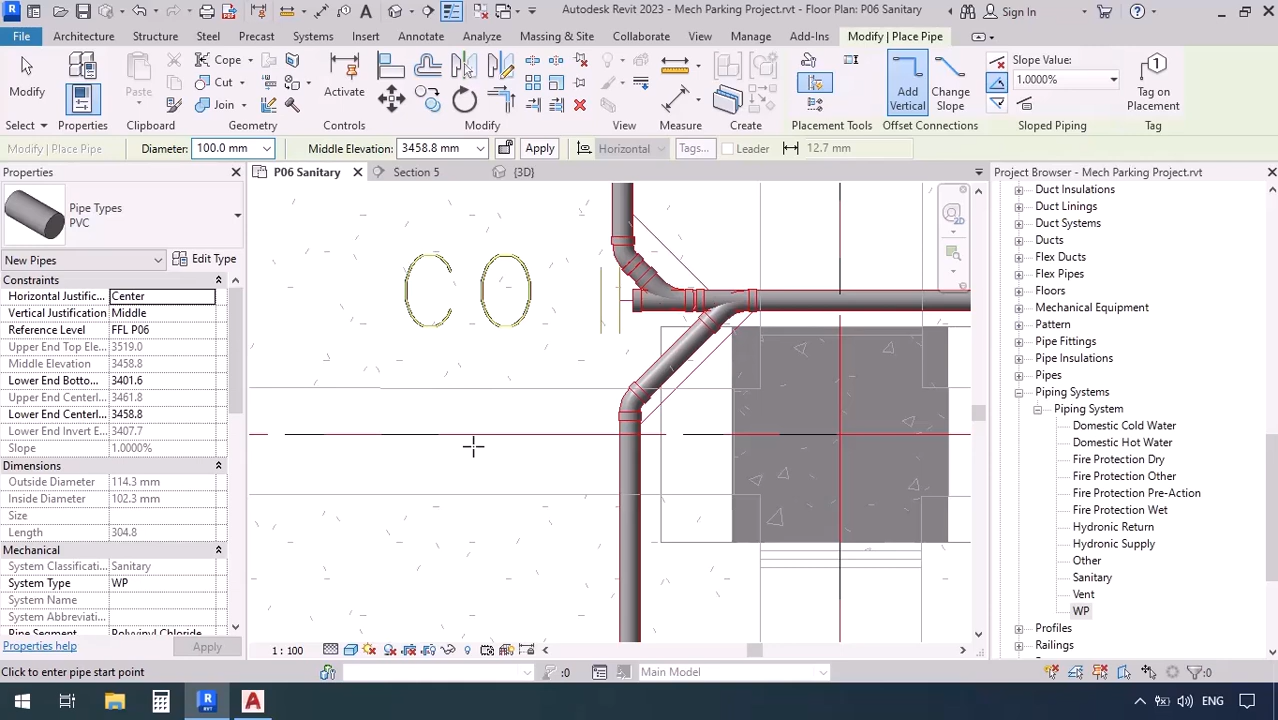 Autodesk Revit 2023 - Mech Parking Project.rvt - Floor Plan: P06 Sanitary
Sign In
File Architecture Structure Steel Precast Systems Insert Annotate Analyze Massing & Site Collaborate View Manage Add-Ins Modify | Place Pipe
Modify
Select
Properties
Paste
Clipboard
Cope
Cut
Join
Geometry
Activate
Controls
Modify
View
Measure
Create
Placement Tools
Add Vertical
Change Slope
Offset Connections
Slope Value:
1.0000%
Sloped Piping
Tag on Placement
Tag
Modify | Place Pipe Diameter: 100.0 mm Middle Elevation: 3458.8 mm Apply Horizontal Tags... Leader 12.7 mm
Properties
P06 Sanitary Section 5 {3D}
Pipe Types
PVC
New Pipes Edit Type
Constraints
Horizontal Justific... Center
Vertical Justification Middle
Reference Level FFL P06
Upper End Top Ele... 3519.0
Middle Elevation 3458.8
Lower End Botto... 3401.6
Upper End Centerl... 3461.8
Lower End Centerl... 3458.8
Lower End Invert E... 3407.7
Slope 1.0000%
Dimensions
Outside Diameter 114.3 mm
Inside Diameter 102.3 mm
Size
Length 304.8
Mechanical
System Classificati... Sanitary
System Type WP
System Name
System Abbreviati...
Pipe Segment Polyvinyl Chloride
Properties help Apply
CO
2D
Project Browser - Mech Parking Project.rvt
Duct Insulations
Duct Linings
Duct Systems
Ducts
Flex Ducts
Flex Pipes
Floors
Mechanical Equipment
Pattern
Pipe Fittings
Pipe Insulations
Pipes
Piping Systems
Piping System
Domestic Cold Water
Domestic Hot Water
Fire Protection Dry
Fire Protection Other
Fire Protection Pre-Action
Fire Protection Wet
Hydronic Return
Hydronic Supply
Other
Sanitary
Vent
WP
Profiles
Railings
1 : 100
Click to enter pipe start point :0 Main Model :0
ENG